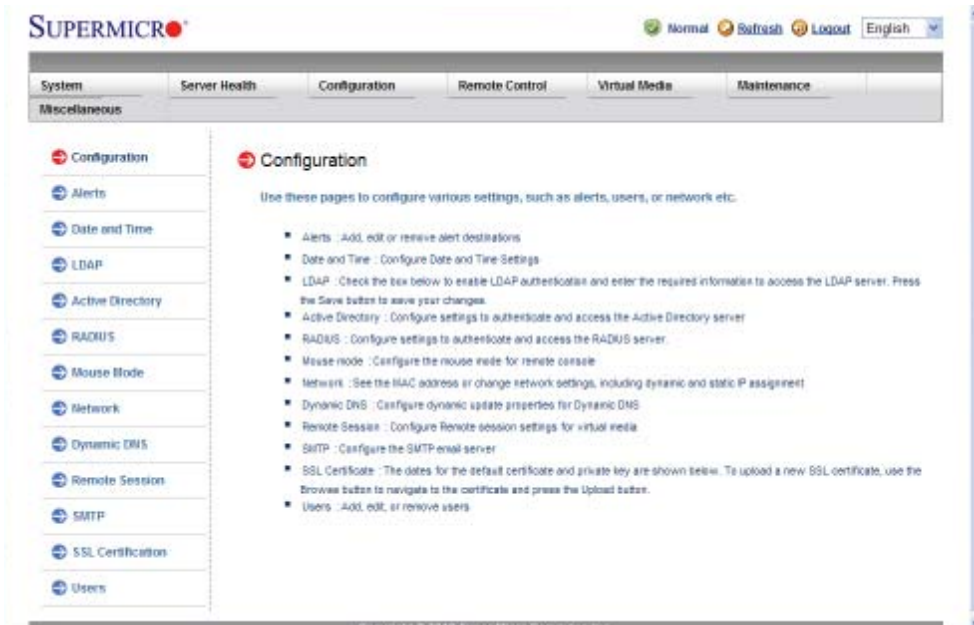 SUPERMICRO
Normal Refresh Logout English
System Server Health Configuration Remote Control Virtual Media Maintenance
Miscellaneous
Configuration
Alerts
Date and Time
LDAP
Active Directory
RADIUS
Mouse Mode
Network
Dynamic DNS
Remote Session
SMTP
SSL Certification
Users
Configuration
Use these pages to configure various settings, such as alerts, users, or network etc.
Alerts : Add, edit or remove alert destinations
Date and Time : Configure Date and Time Settings
LDAP : Check the box below to enable LDAP authentication and enter the required information to access the LDAP server. Press
the Save button to save your changes.
Active Directory : Configure settings to authenticate and access the Active Directory server
RADIUS : Configure settings to authenticate and access the RADIUS server.
Mouse mode : Configure the mouse mode for remote console
Network : See the MAC address or change network settings, including dynamic and static IP assignment
Dynamic DNS : Configure dynamic update properties for Dynamic DNS
Remote Session : Configure Remote session settings for virtual media
SMTP : Configure the SMTP email server
SSL Certificate : The dates for the default certificate and private key are shown below. To upload a new SSL certificate, use the
Browse button to navigate to the certificate and press the Upload button.
Users : Add, edit, or remove users